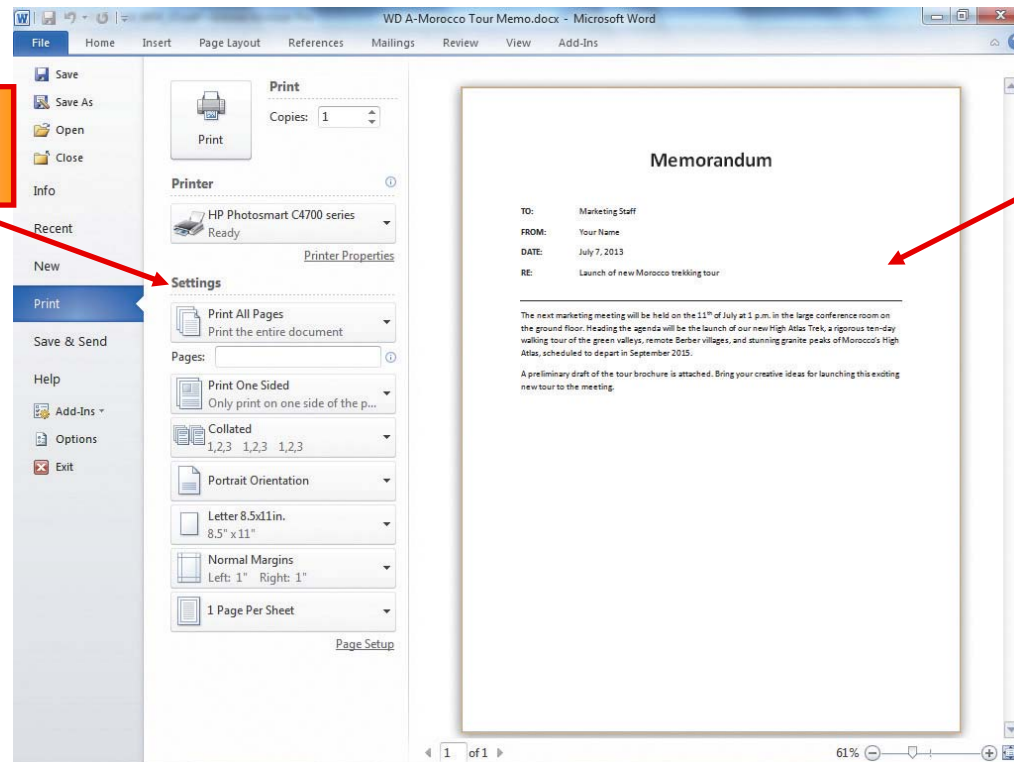 WD A-Morocco Tour Memo.docx - Microsoft Word
File Home Insert Page Layout References Mailings Review View Add-Ins
Save
Save As
Open
Close
Info
Recent
New
Print
Save & Send
Help
Add-Ins
Options
Exit
Print
Print
Copies: 1
Printer
HP Photosmart C4700 series
Ready
Printer Properties
Settings
Print All Pages
Print the entire document
Pages:
Print One Sided
Only print on one side of the p...
Collated
1,2,3 1,2,3 1,2,3
Portrait Orientation
Letter 8.5x11in.
8.5" x 11"
Normal Margins
Left: 1" Right: 1"
1 Page Per Sheet
Page Setup
Memorandum
TO: Marketing Staff
FROM: Your Name
DATE: July 7, 2013
RE: Launch of new Morocco trekking tour
The next marketing meeting will be held on the 11th of July at 1 p.m. in the large conference room on
the ground floor. Heading the agenda will be the launch of our new High Atlas Trek, a rigorous ten-day
walking tour of the green valleys, remote Berber villages, and stunning granite peaks of Morocco's High
Atlas, scheduled to depart in September 2015.
A preliminary draft of the tour brochure is attached. Bring your creative ideas for launching this exciting
new tour to the meeting.
1 of 1
61%